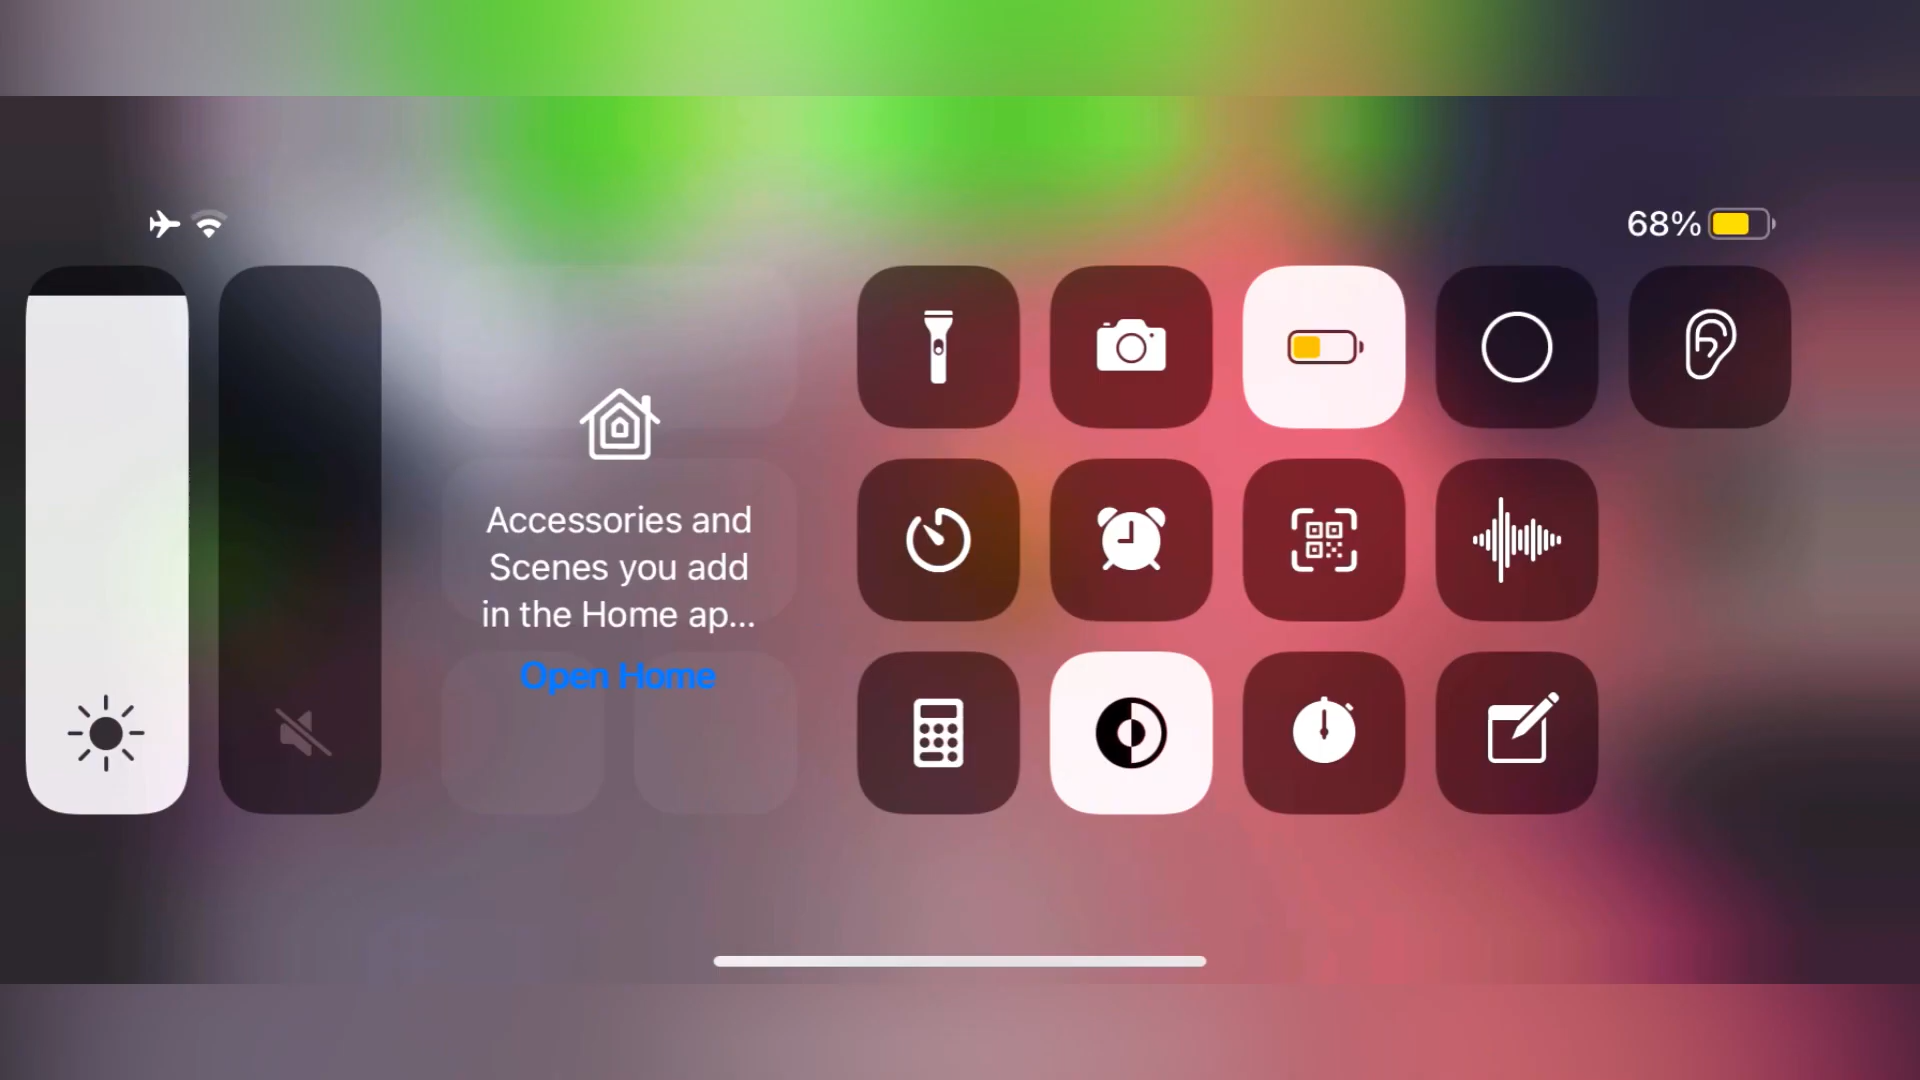 68%
Accessories and
Scenes you add
in the Home ap...
Open Home